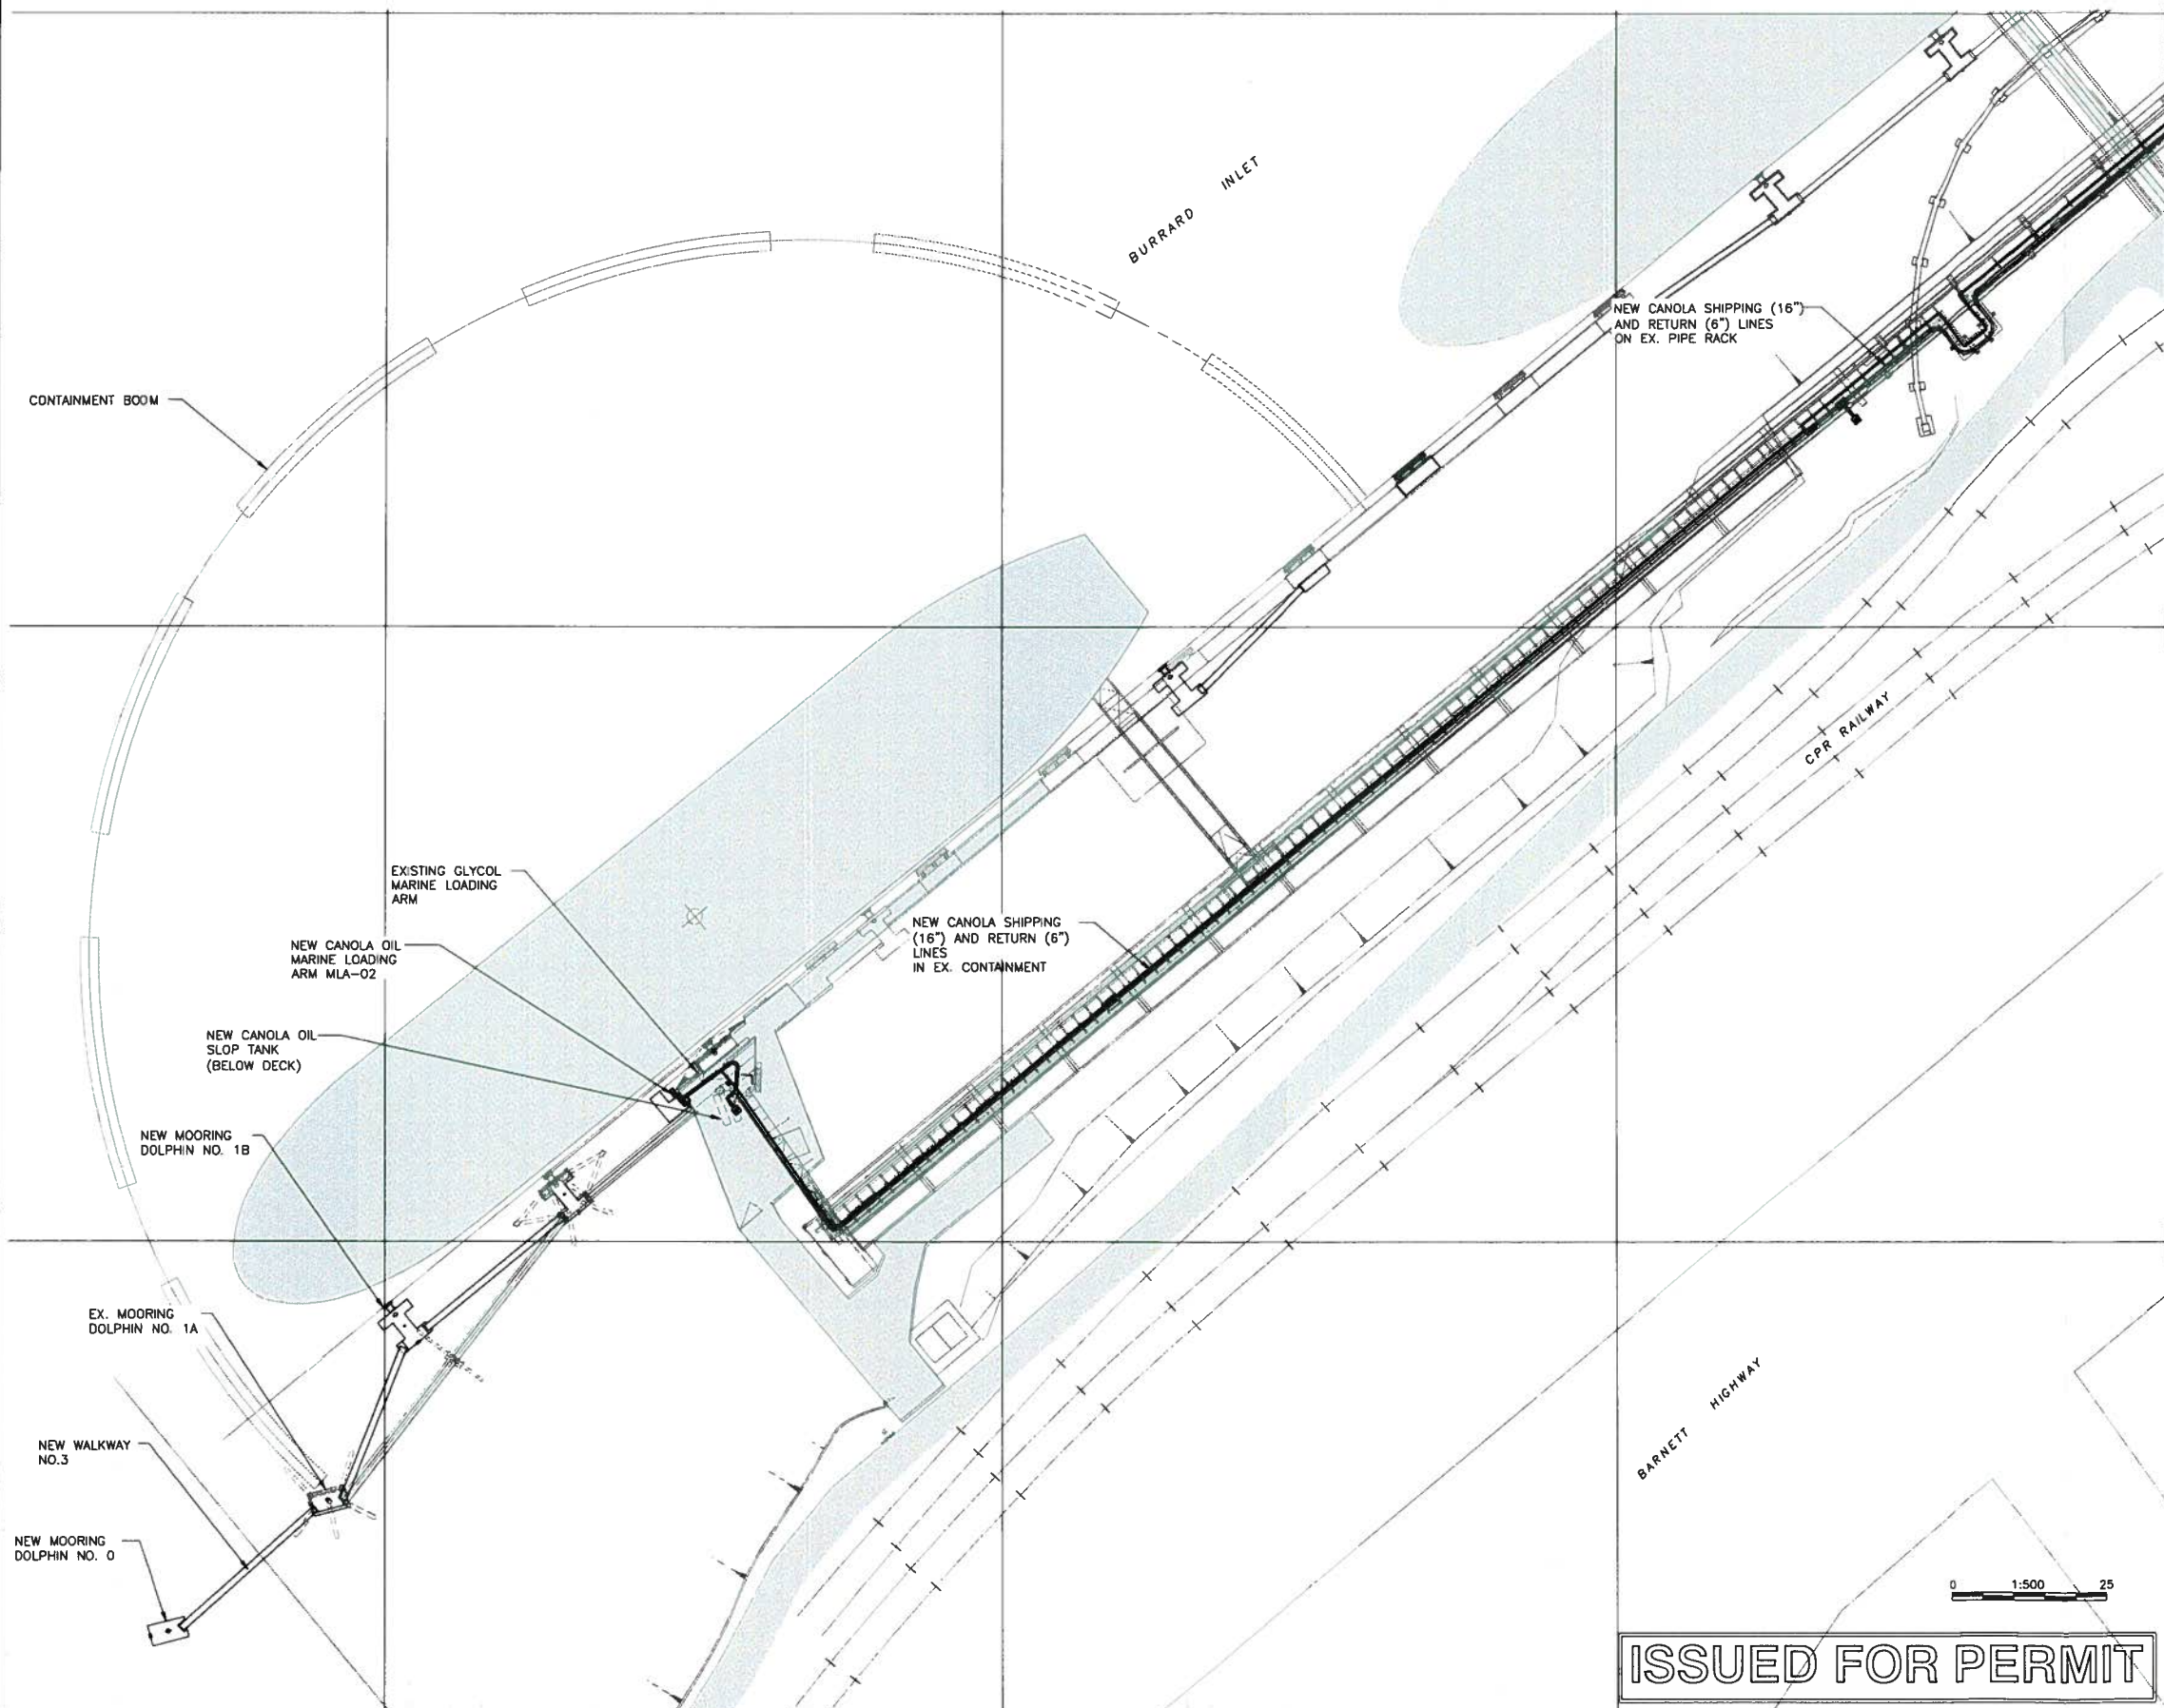 BURRARD INLET
NEW CANOLA SHIPPING (16")
AND RETURN (6") LINES
ON EX. PIPE RACK
CONTAINMENT BOOM
CPR RAILWAY
EXISTING GLYCOL
MARINE LOADING
ARM
NEW CANOLA SHIPPING
(16") AND RETURN (6")
LINES
IN EX. CONTAINMENT
NEW CANOLA OIL
MARINE LOADING
ARM MLA-02
NEW CANOLA OIL
SLOP TANK
(BELOW DECK)
NEW MOORING
DOLPHIN NO. 1B
EX. MOORING
DOLPHIN NO. 1A
BARNETT HIGHWAY
NEW WALKWAY
NO.3
NEW MOORING
DOLPHIN NO. 0
0 1:500 25
ISSUED FOR PERMIT